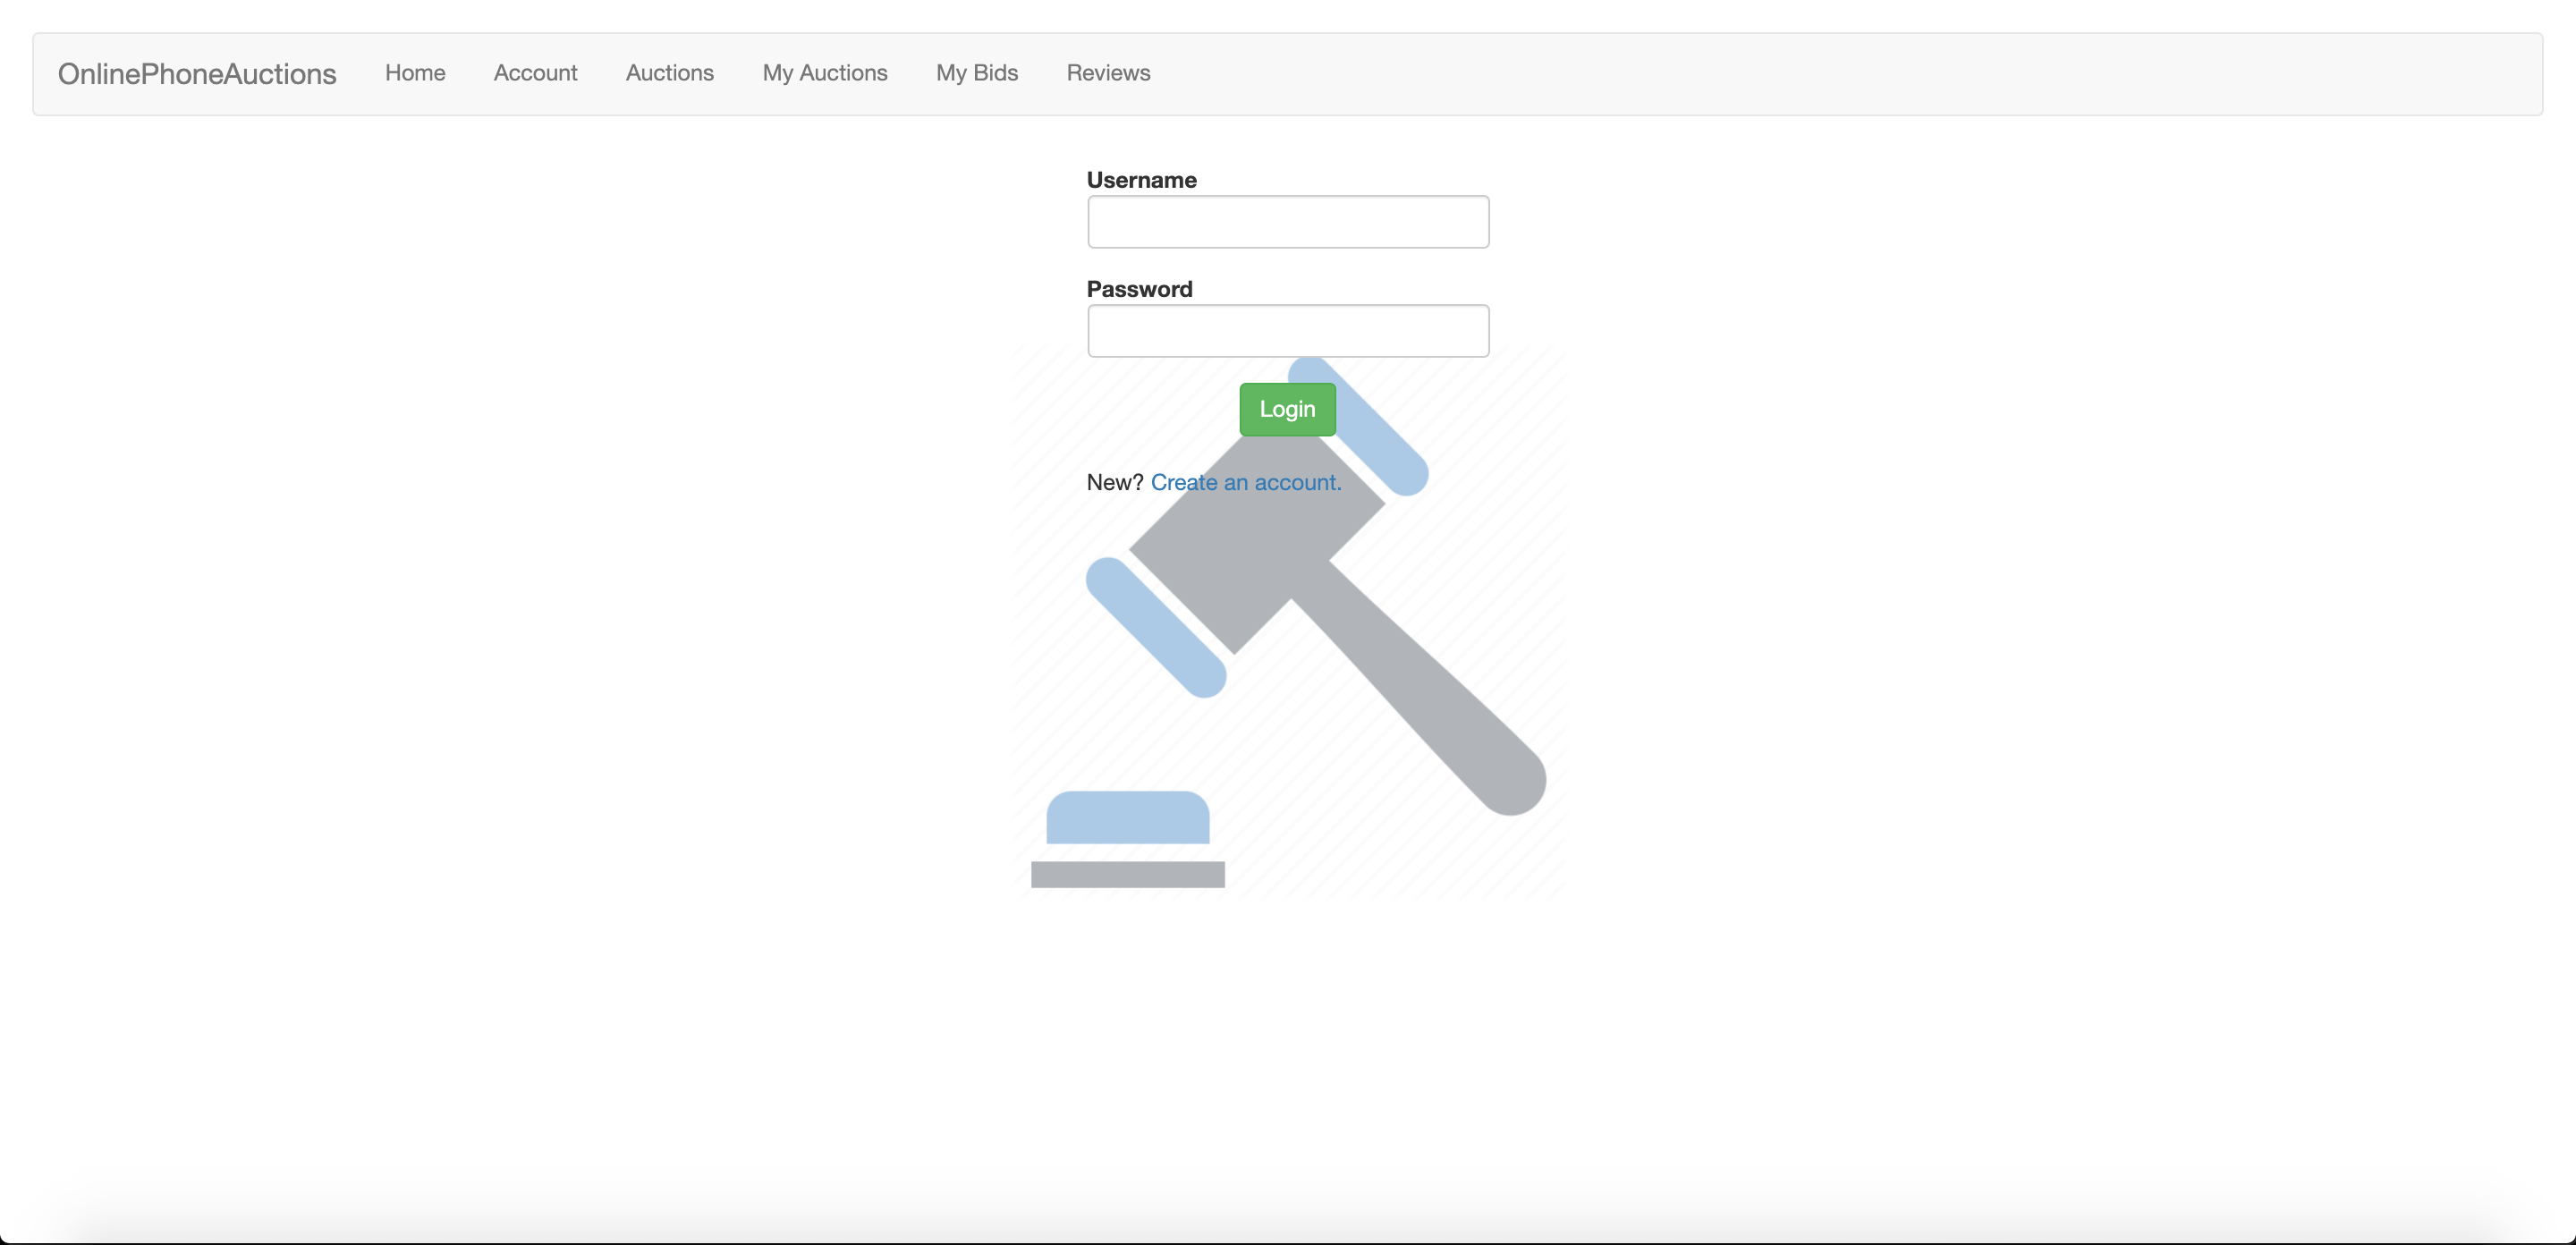 OnlinePhoneAuctions Home Account Auctions My Auctions My Bids Reviews
Username
Password
Login
New? Create an account.